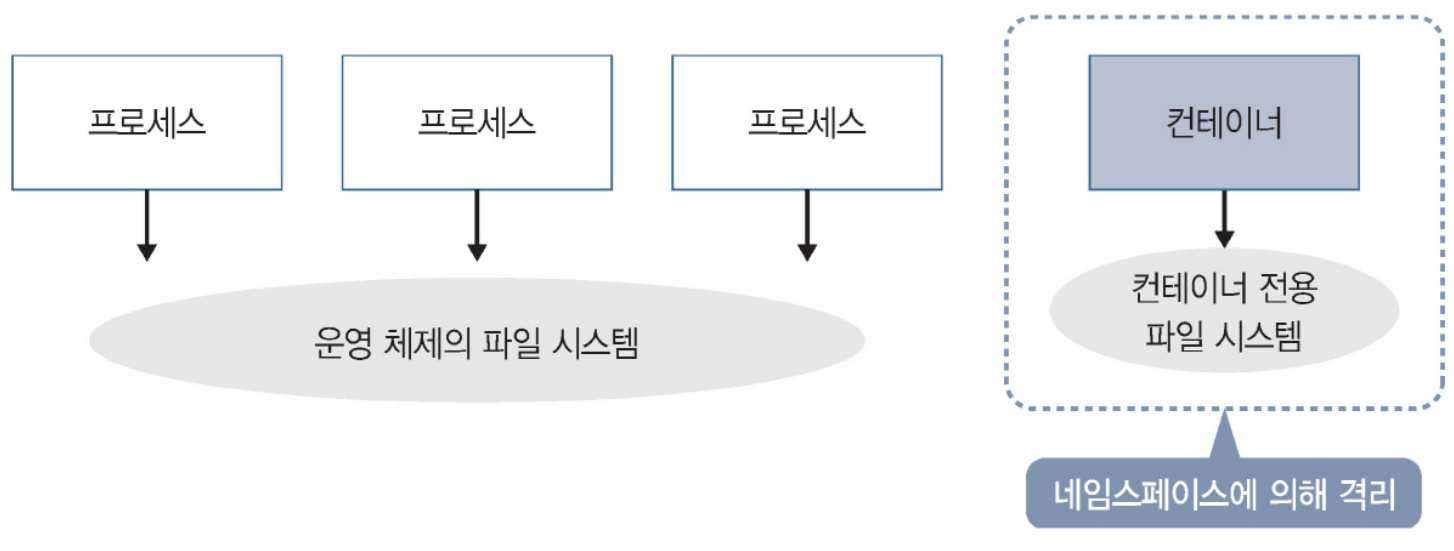 프로세스
프로세스
프로세스
컨테이너
운영 체제의 파일 시스템
컨테이너 전용
파일 시스템
네임스페이스에 의해 격리